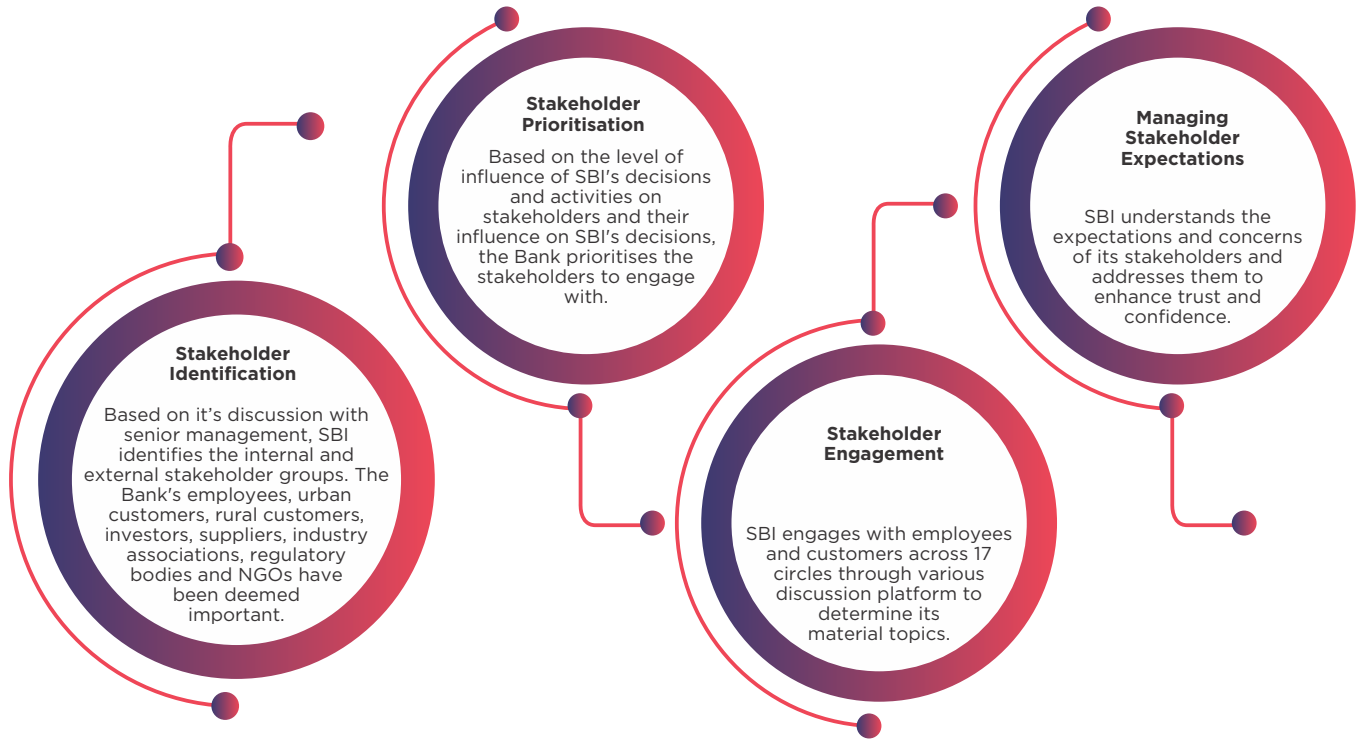 Stakeholder
Identification
Based on it’s discussion with
senior management, SBI
identifies the internal and
external stakeholder groups. The
Bank's employees, urban
customers, rural customers,
investors, suppliers, industry
associations, regulatory
bodies and NGOs have
been deemed
important.
Stakeholder
Prioritisation
Based on the level of
influence of SBI's decisions
and activities on
stakeholders and their
influence on SBI's decisions,
the Bank prioritises the
stakeholders to engage
with.
Stakeholder
Engagement
SBI engages with employees
and customers across 17
circles through various
discussion platform to
determine its
material topics.
Managing
Stakeholder
Expectations
SBI understands the
expectations and concerns
of its stakeholders and
addresses them to
enhance trust and
confidence.